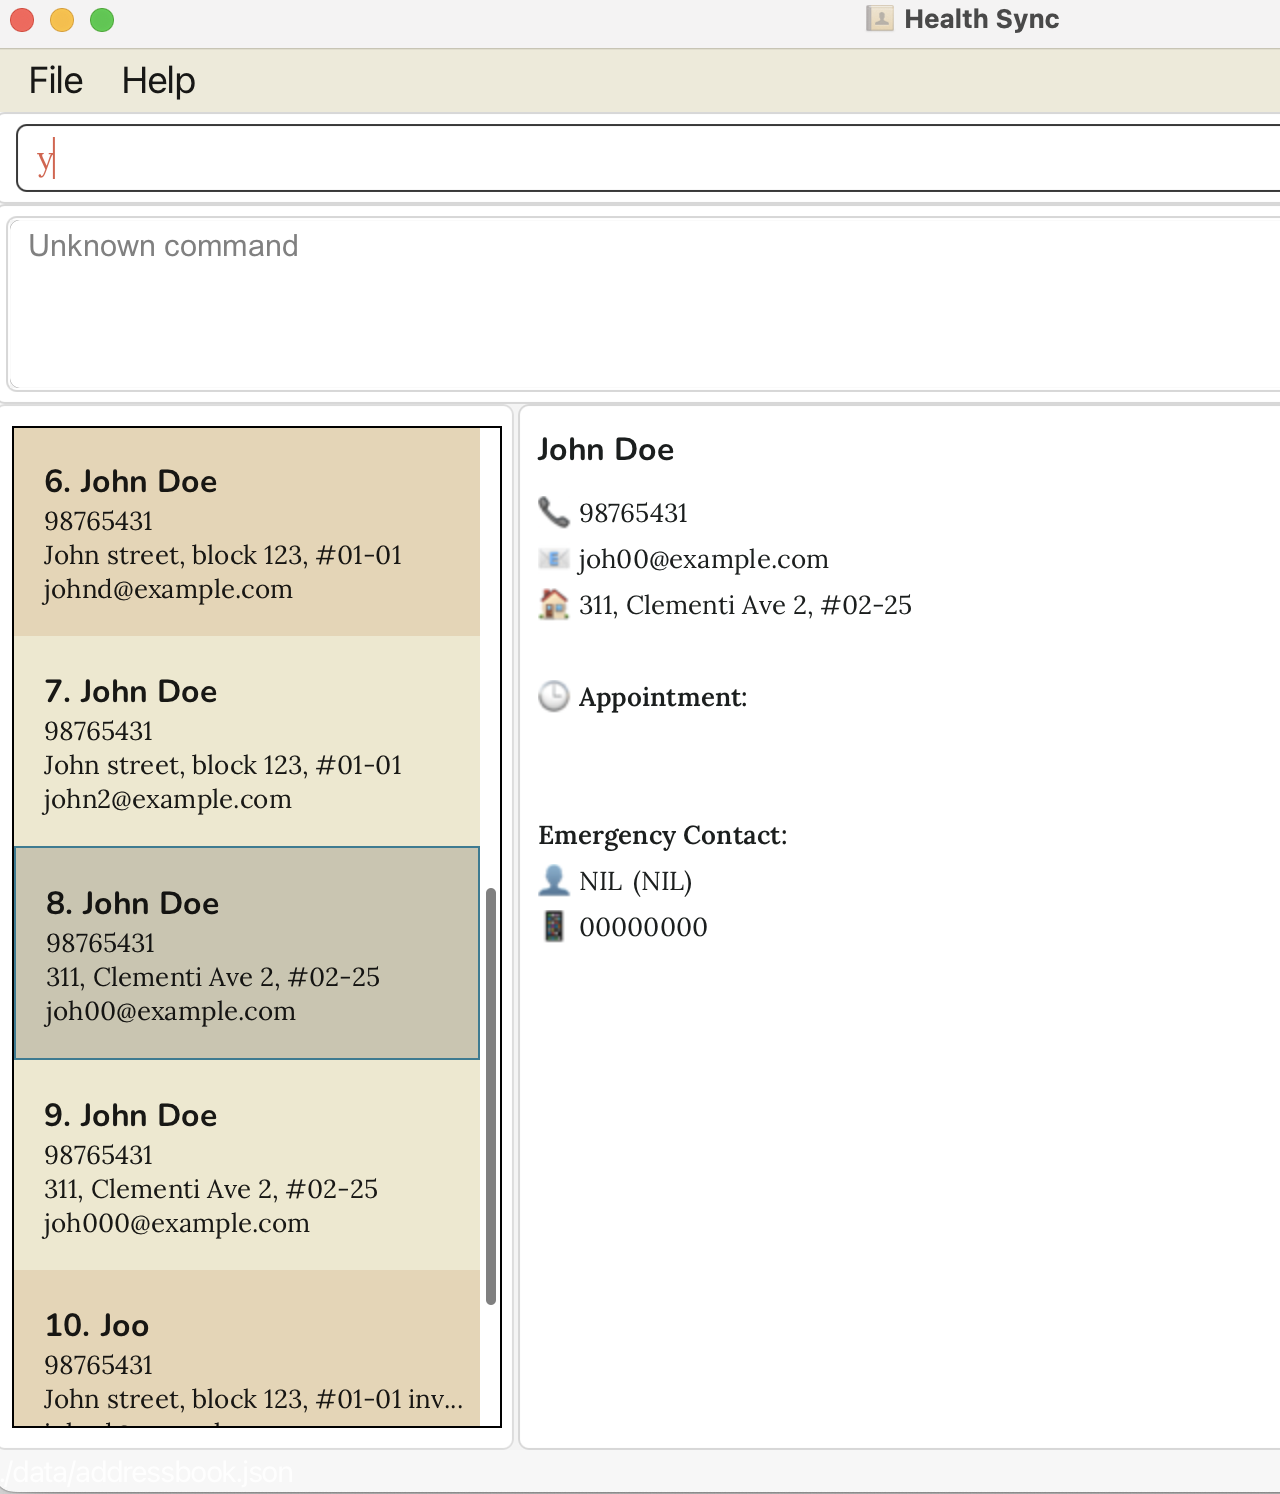 Health Sync
File Help
y
Unknown command
6. John Doe
98765431
John street, block 123, #01-01
johnd@example.com
7. John Doe
98765431
John street, block 123, #01-01
john2@example.com
8. John Doe
98765431
311, Clementi Ave 2, #02-25
joh00@example.com
9. John Doe
98765431
311, Clementi Ave 2, #02-25
joh000@example.com
10. Joo
98765431
John street, block 123, #01-01 inv...
John Doe
98765431
joh00@example.com
311, Clementi Ave 2, #02-25
Appointment:
Emergency Contact:
NIL (NIL)
00000000
/data/addressbook.json